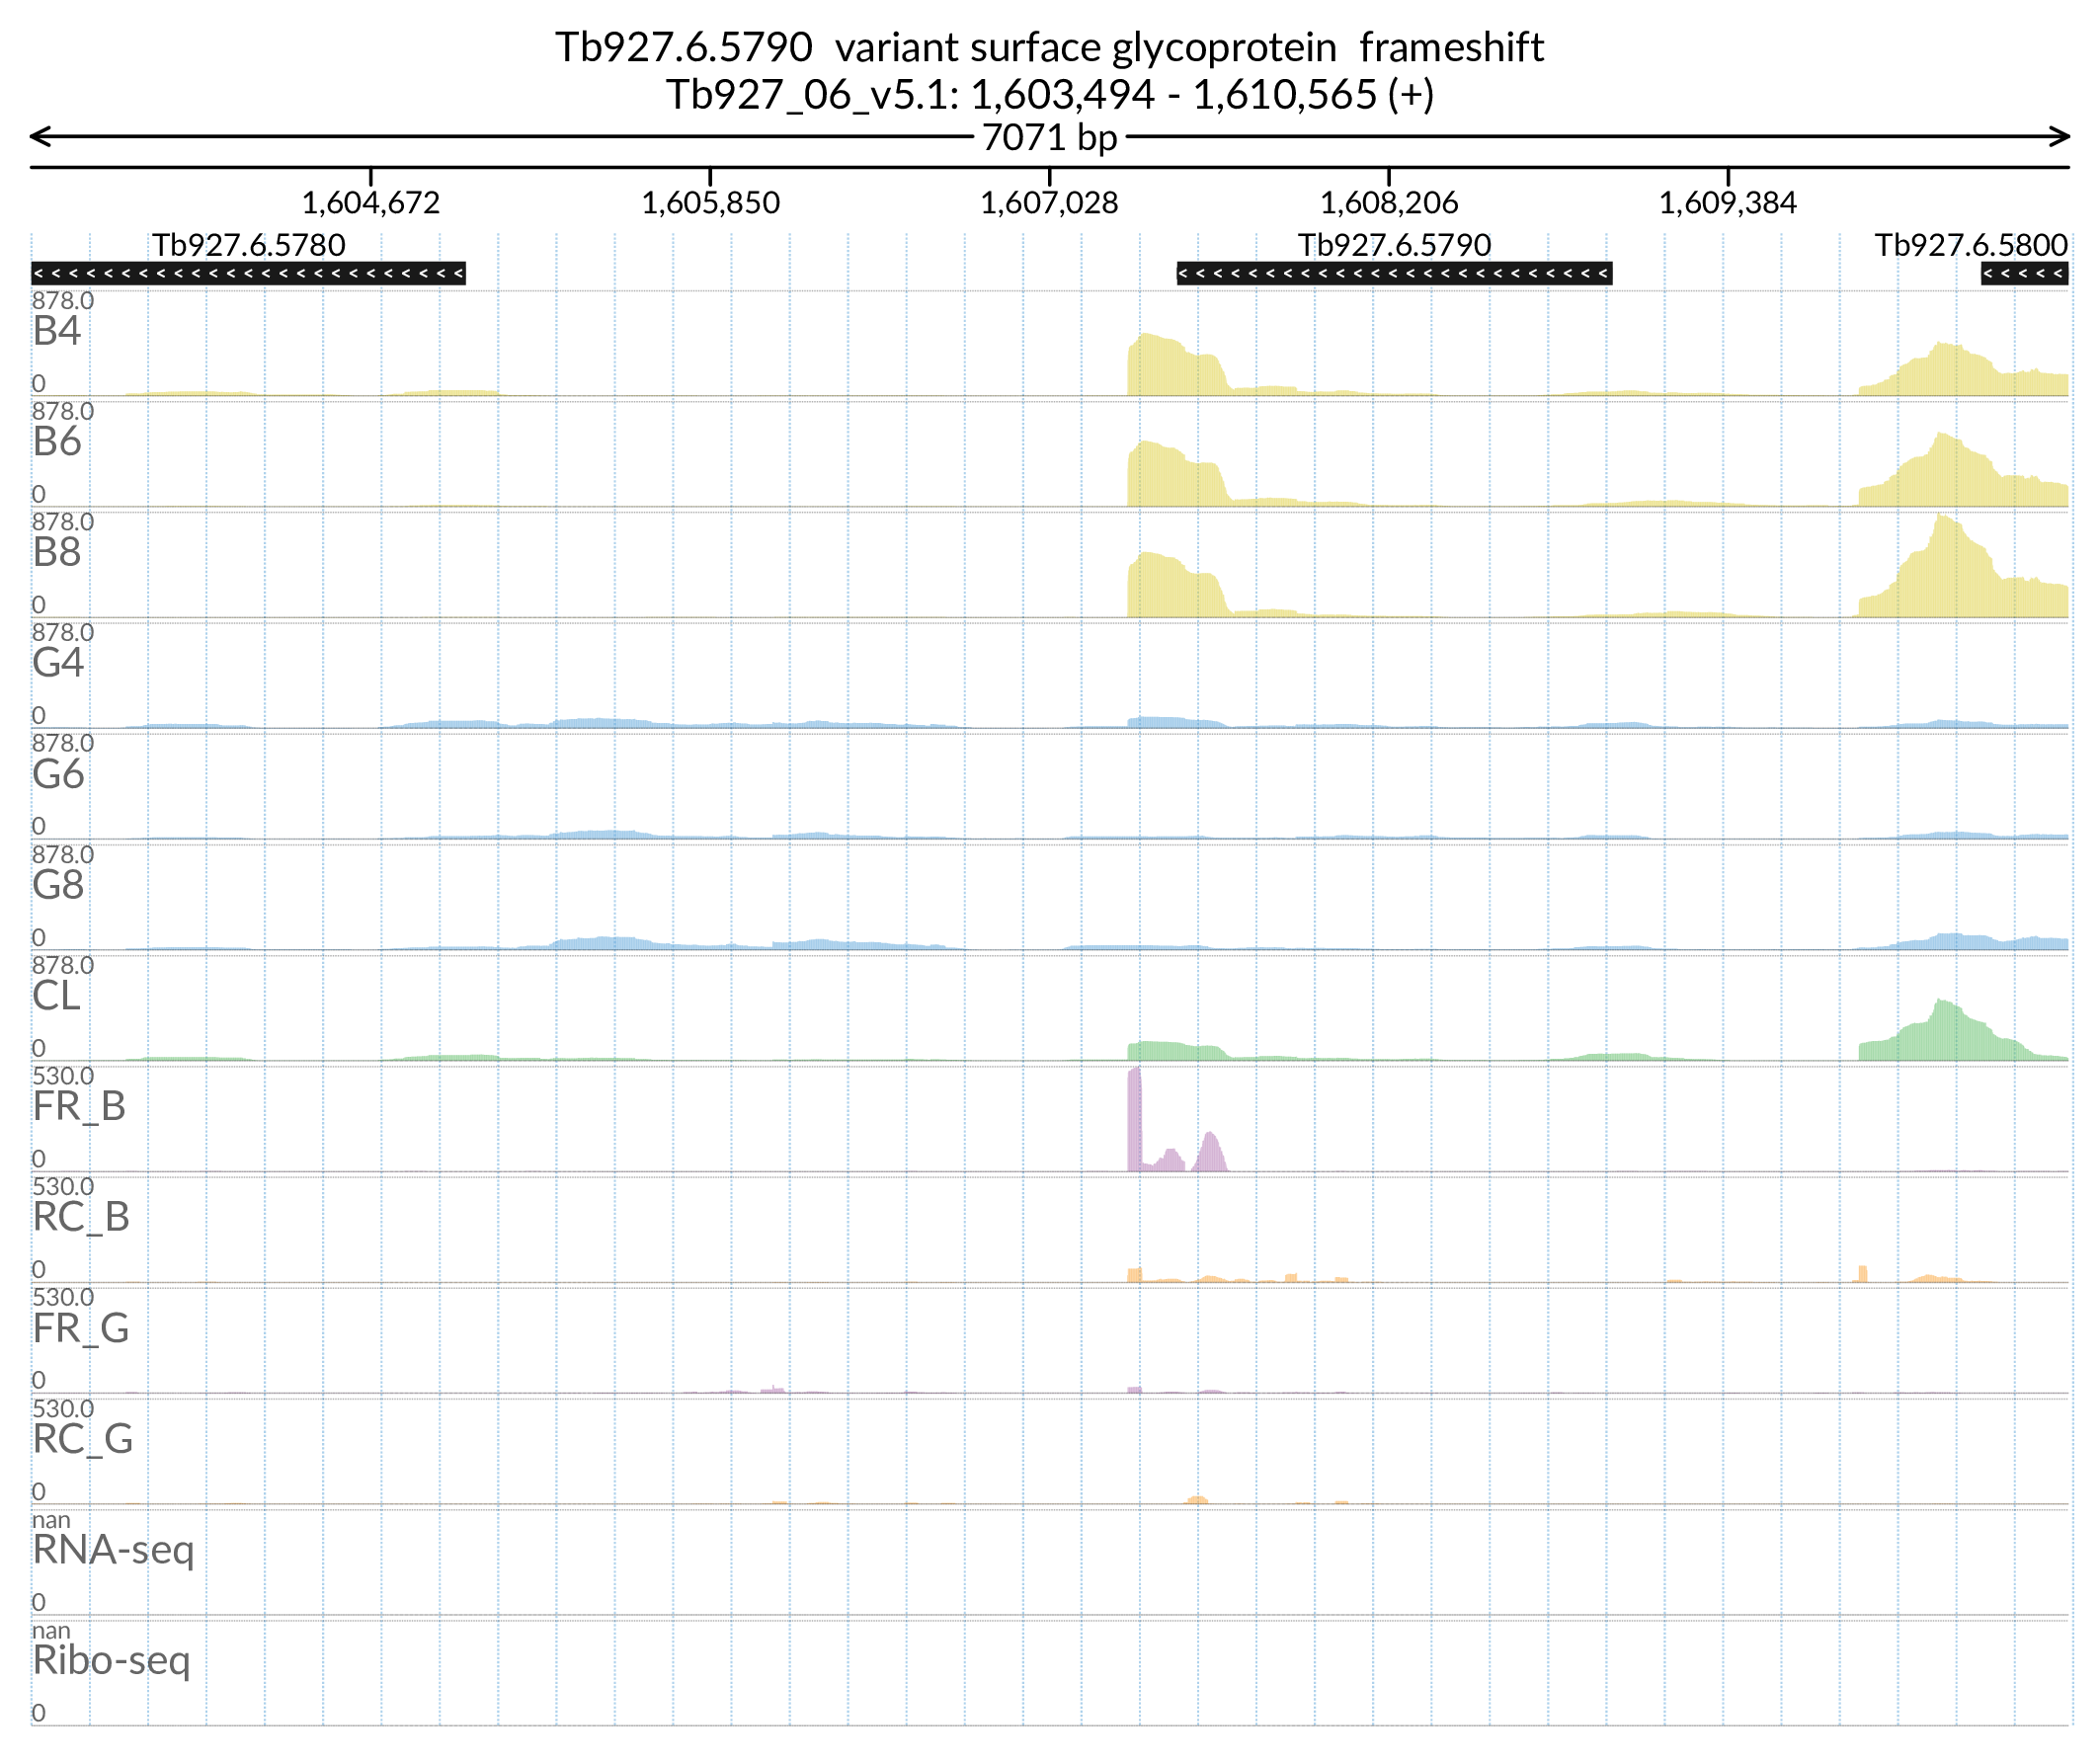 Tb927.6.5790  variant surface glycoprotein  frameshift
Tb927_06_v5.1: 1,603,494 - 1,610,565 (+)
7071 bp
1,604,672 1,605,850 1,607,028 1,608,206 1,609,384
Tb927.6.5780 Tb927.6.5790 Tb927.6.5800
878.0
B4
0
878.0
B6
0
878.0
B8
0
878.0
G4
0
878.0
G6
0
878.0
G8
0
878.0
CL
0
530.0
FR_B
0
530.0
RC_B
0
530.0
FR_G
0
530.0
RC_G
0
nan
RNA-seq
0
nan
Ribo-seq
0